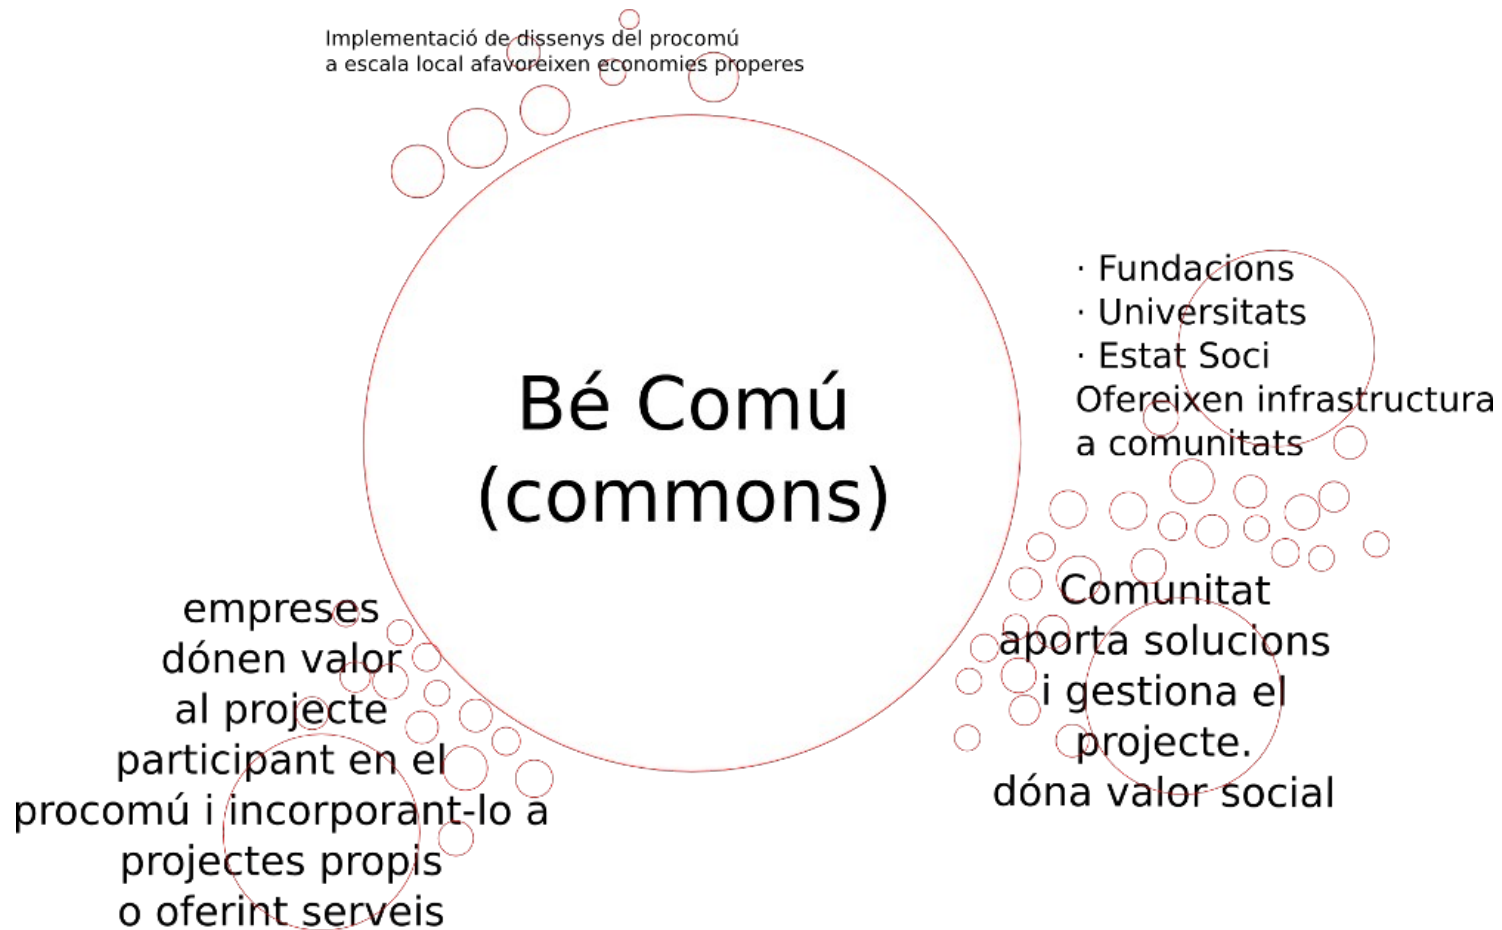 Implementació de dissenys del procomú
a escala local afavoreixen economies properes
· Fundacions
· Universitats
· Estat Soci
Ofereixen infrastructura
a comunitats
Bé Comú
(commons)
Comunitat
aporta solucions
i gestiona el
projecte.
dóna valor social
empreses
dónen valor
al projecte
participant en el
procomú i incorporant-lo a
projectes propis
o oferint serveis